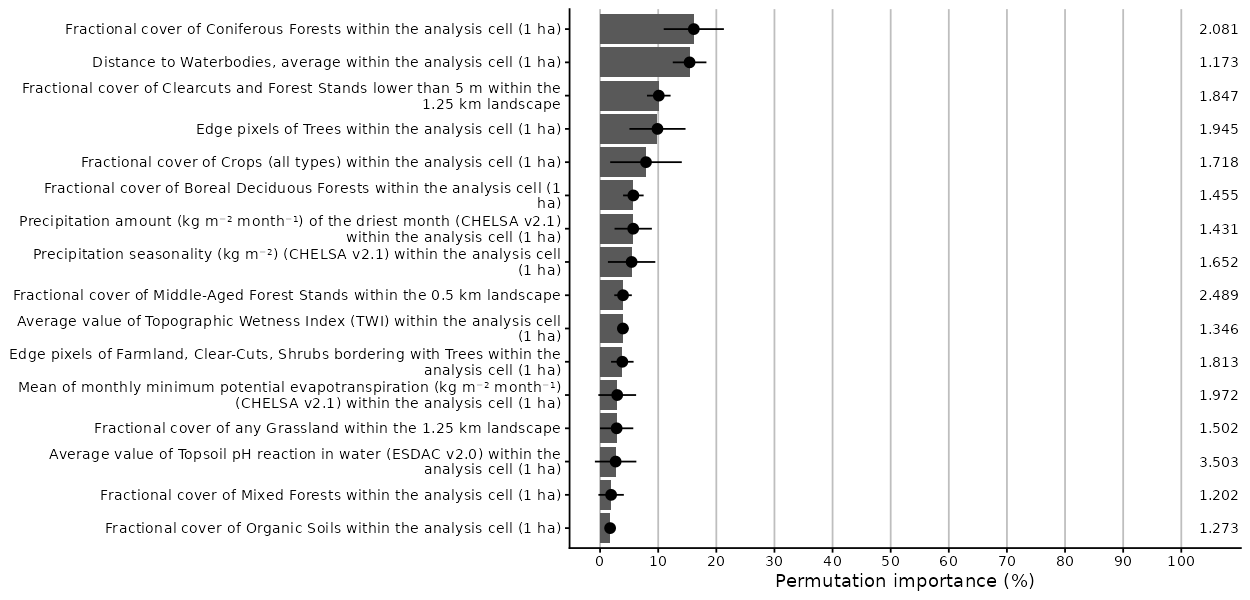 Fractional cover of Coniferous Forests within the analysis cell (1 ha)
2.081
Distance to Waterbodies, average within the analysis cell (1 ha)
1.173
Fractional cover of Clearcuts and Forest Stands lower than 5 m within the
1.25 km landscape
1.847
Edge pixels of Trees within the analysis cell (1 ha)
1.945
Fractional cover of Crops (all types) within the analysis cell (1 ha)
1.718
Fractional cover of Boreal Deciduous Forests within the analysis cell (1
ha)
1.455
Precipitation amount (kg m⁻² month⁻¹) of the driest month (CHELSA v2.1)
within the analysis cell (1 ha)
1.431
Precipitation seasonality (kg m⁻²) (CHELSA v2.1) within the analysis cell
(1 ha)
1.652
Fractional cover of Middle-Aged Forest Stands within the 0.5 km landscape
2.489
Average value of Topographic Wetness Index (TWI) within the analysis cell
(1 ha)
1.346
Edge pixels of Farmland, Clear-Cuts, Shrubs bordering with Trees within the
analysis cell (1 ha)
1.813
Mean of monthly minimum potential evapotranspiration (kg m⁻² month⁻¹)
(CHELSA v2.1) within the analysis cell (1 ha)
1.972
Fractional cover of any Grassland within the 1.25 km landscape
1.502
Average value of Topsoil pH reaction in water (ESDAC v2.0) within the
analysis cell (1 ha)
3.503
Fractional cover of Mixed Forests within the analysis cell (1 ha)
1.202
Fractional cover of Organic Soils within the analysis cell (1 ha)
1.273
0 10 20 30 40 50 60 70 80 90 100
Permutation importance (%)